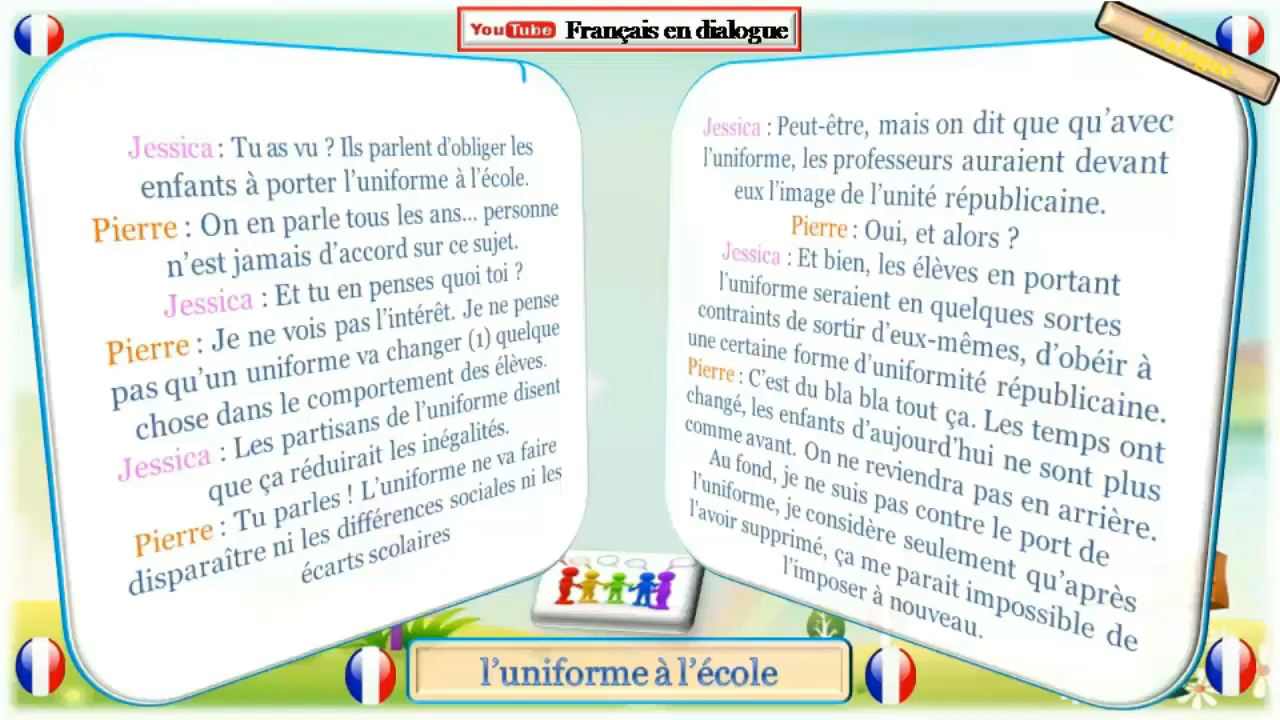 YouTube Français en dialogue
Dialogue
Jessica : Tu as vu ? Ils parlent d'obliger les
enfants à porter l'uniforme à l'école.
Pierre : On en parle tous les ans... personne
n'est jamais d'accord sur ce sujet.
Jessica : Et tu en penses quoi toi ?
Pierre : Je ne vois pas l'intérêt. Je ne pense
pas qu'un uniforme va changer (1) quelque
chose dans le comportement des élèves.
Jessica : Les partisans de l'uniforme disent
que ça réduirait les inégalités.
Pierre : Tu parles ! L'uniforme ne va faire
disparaître ni les différences sociales ni les
écarts scolaires
Jessica : Peut-être, mais on dit que qu'avec
l'uniforme, les professeurs auraient devant
eux l'image de l'unité républicaine.
Pierre : Oui, et alors ?
Jessica : Et bien, les élèves en portant
l'uniforme seraient en quelques sortes
contraints de sortir d'eux-mêmes, d'obéir à
une certaine forme d'uniformité républicaine.
Pierre : C'est du bla bla tout ça. Les temps ont
changé, les enfants d'aujourd'hui ne sont plus
comme avant. On ne reviendra pas en arrière.
Au fond, je ne suis pas contre le port de
l'uniforme, je considère seulement qu'après
l'avoir supprimé, ça me parait impossible de
l'imposer à nouveau.
l'uniforme à l'école